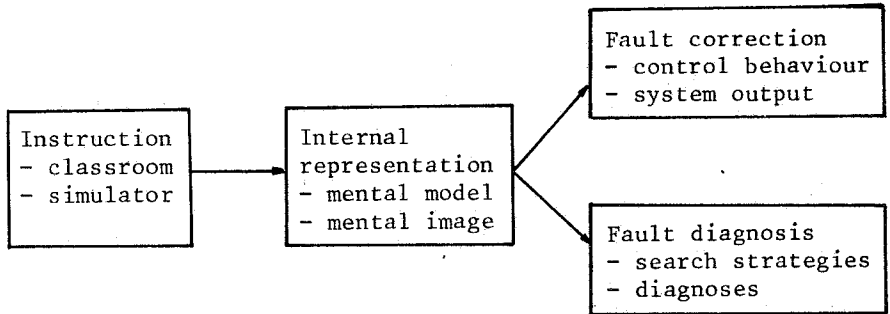 Instruction
- classroom
- simulator
Internal
representation
- mental model
- mental image
Fault correction
- control behaviour
- system output
Fault diagnosis
- search strategies
- diagnoses